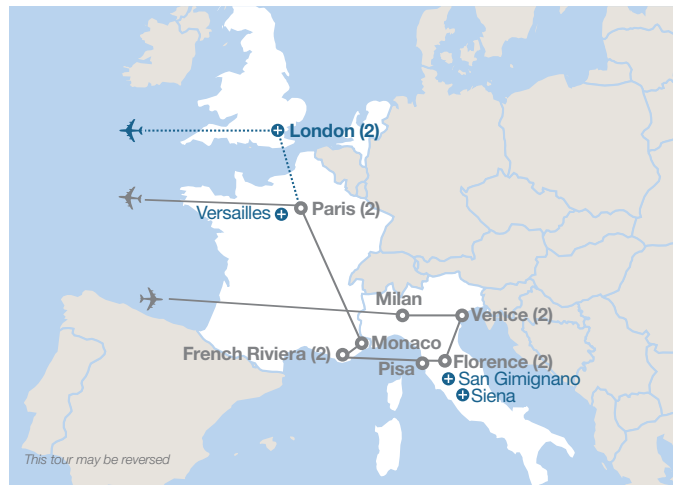 London (2)
Versailles
Paris (2)
Milan
Venice (2)
Monaco
French Riviera (2)
Pisa
Florence (2)
San Gimignano
Siena
This tour may be reversed